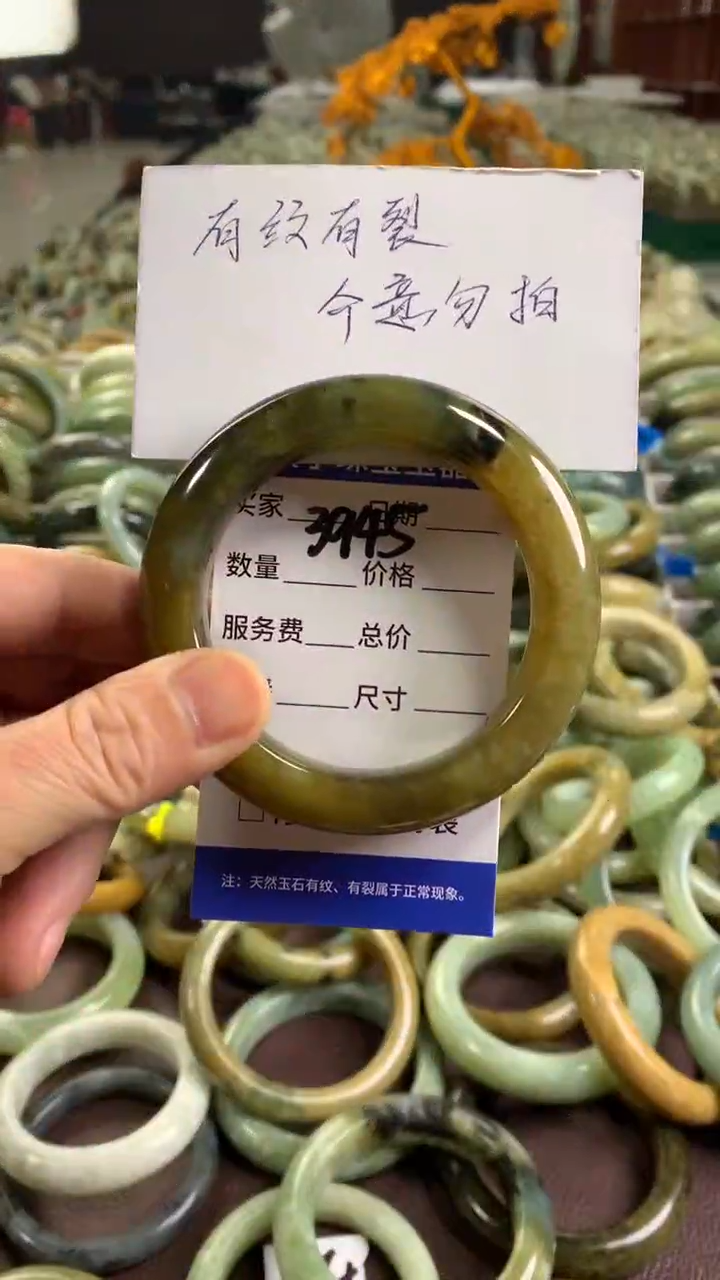 有纹有裂
介意勿拍
买家 日期
3945
数量 价格
服务费 总价
尺寸
注：天然玉石有纹、有裂属于正常现象。